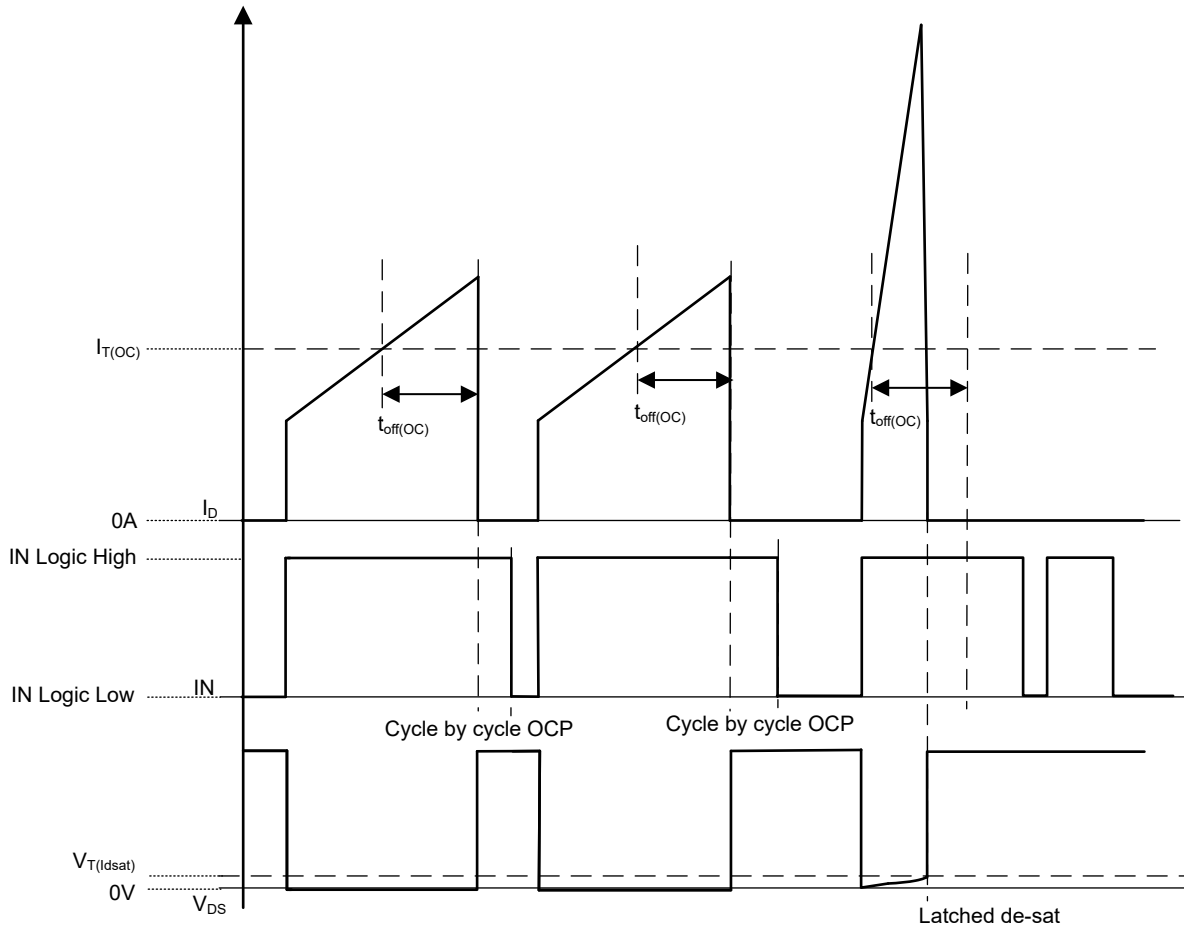 I_T(OC)
t_off(OC)
t_off(OC)
t_off(OC)
0A
I_D
IN Logic High
IN Logic Low
IN
Cycle by cycle OCP
Cycle by cycle OCP
V_T(Idsat)
0V
V_DS
Latched de-sat